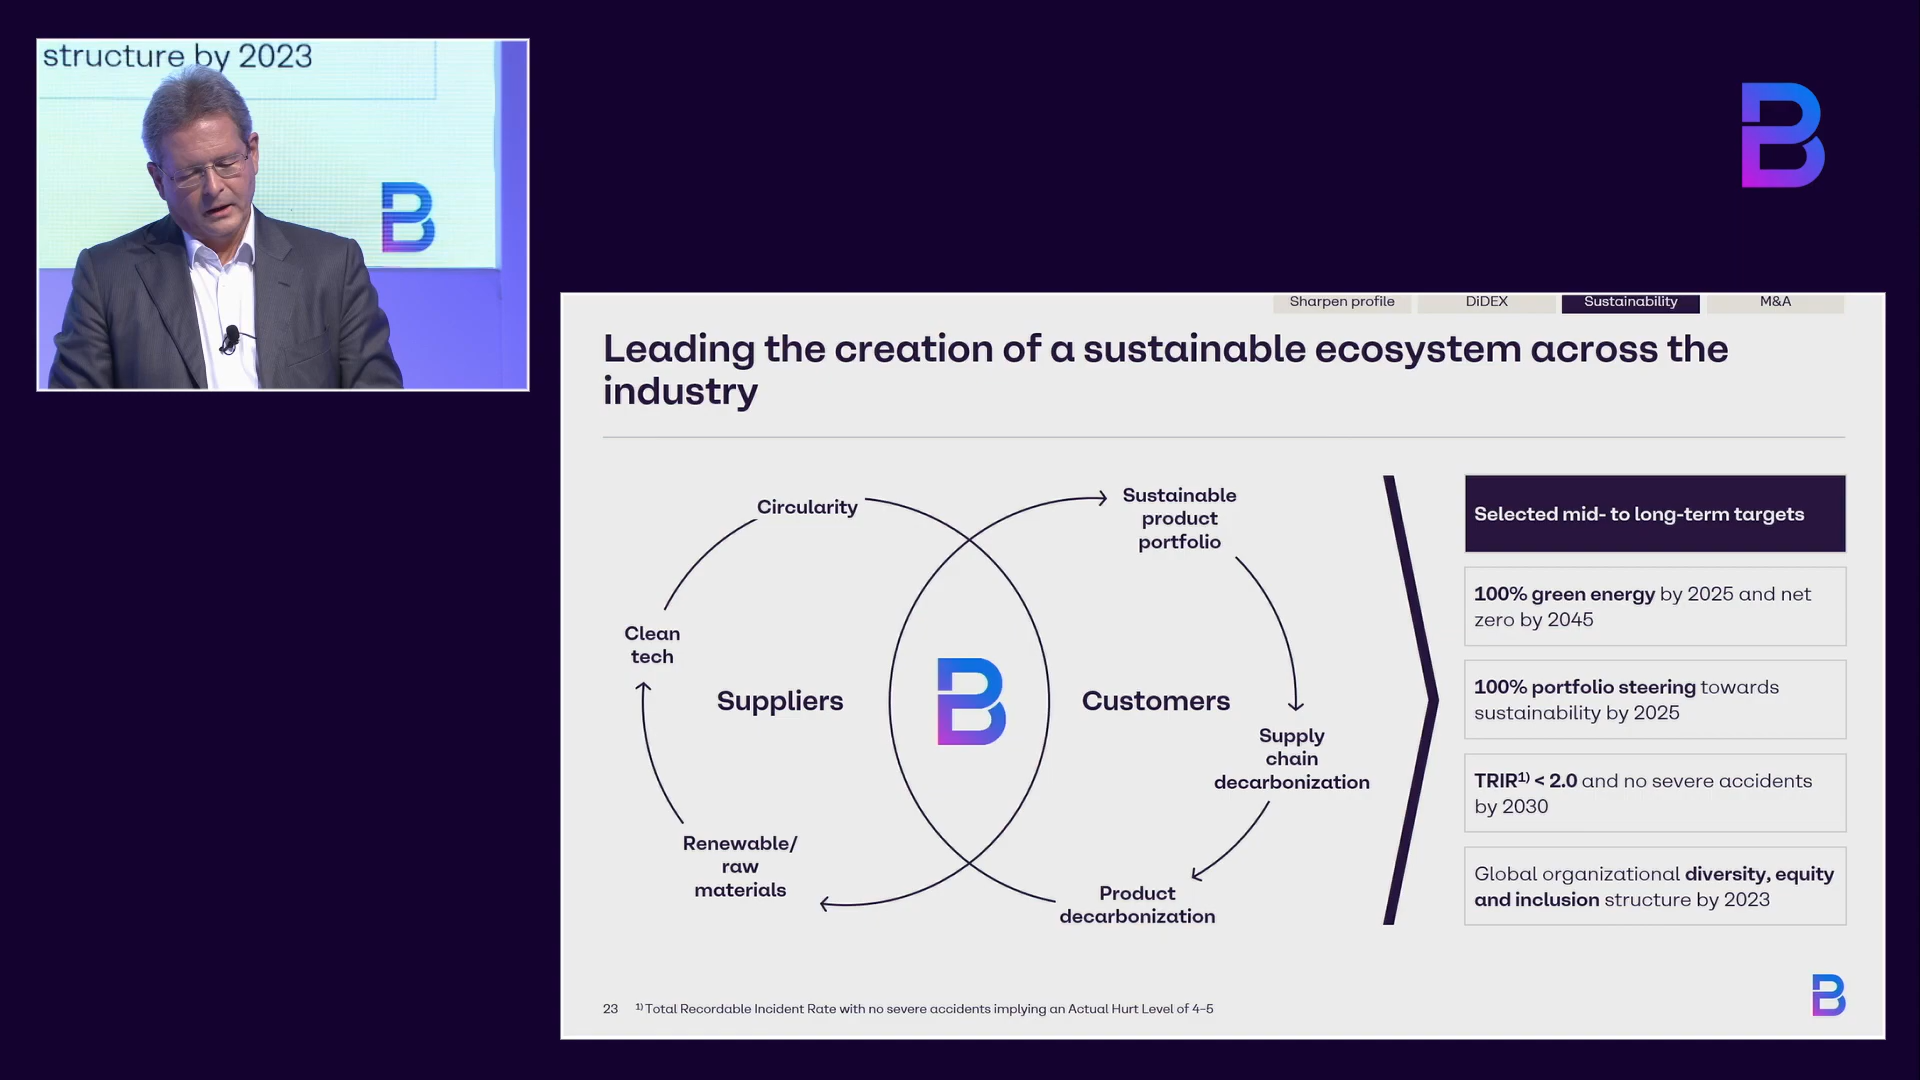 structure by 2023
Sharpen profile
DiDEX
Sustainability
M&A
Leading the creation of a sustainable ecosystem across the
industry
Circularity
Clean
tech
Suppliers
Renewable/
raw
materials
Sustainable
product
portfolio
Customers
Supply
chain
decarbonization
Product
decarbonization
Selected mid- to long-term targets
100% green energy by 2025 and net
zero by 2045
100% portfolio steering towards
sustainability by 2025
TRIR¹⁾ < 2.0 and no severe accidents
by 2030
Global organizational diversity, equity
and inclusion structure by 2023
23 ¹⁾ Total Recordable Incident Rate with no severe accidents implying an Actual Hurt Level of 4–5